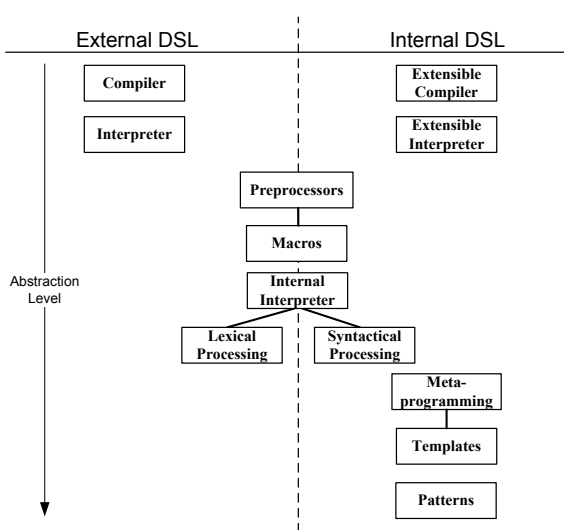 External DSL
Internal DSL
Compiler
Extensible
Compiler
Interpreter
Extensible
Interpreter
Preprocessors
Macros
Abstraction
Level
Internal
Interpreter
Lexical
Processing
Syntactical
Processing
Meta-
programming
Templates
Patterns